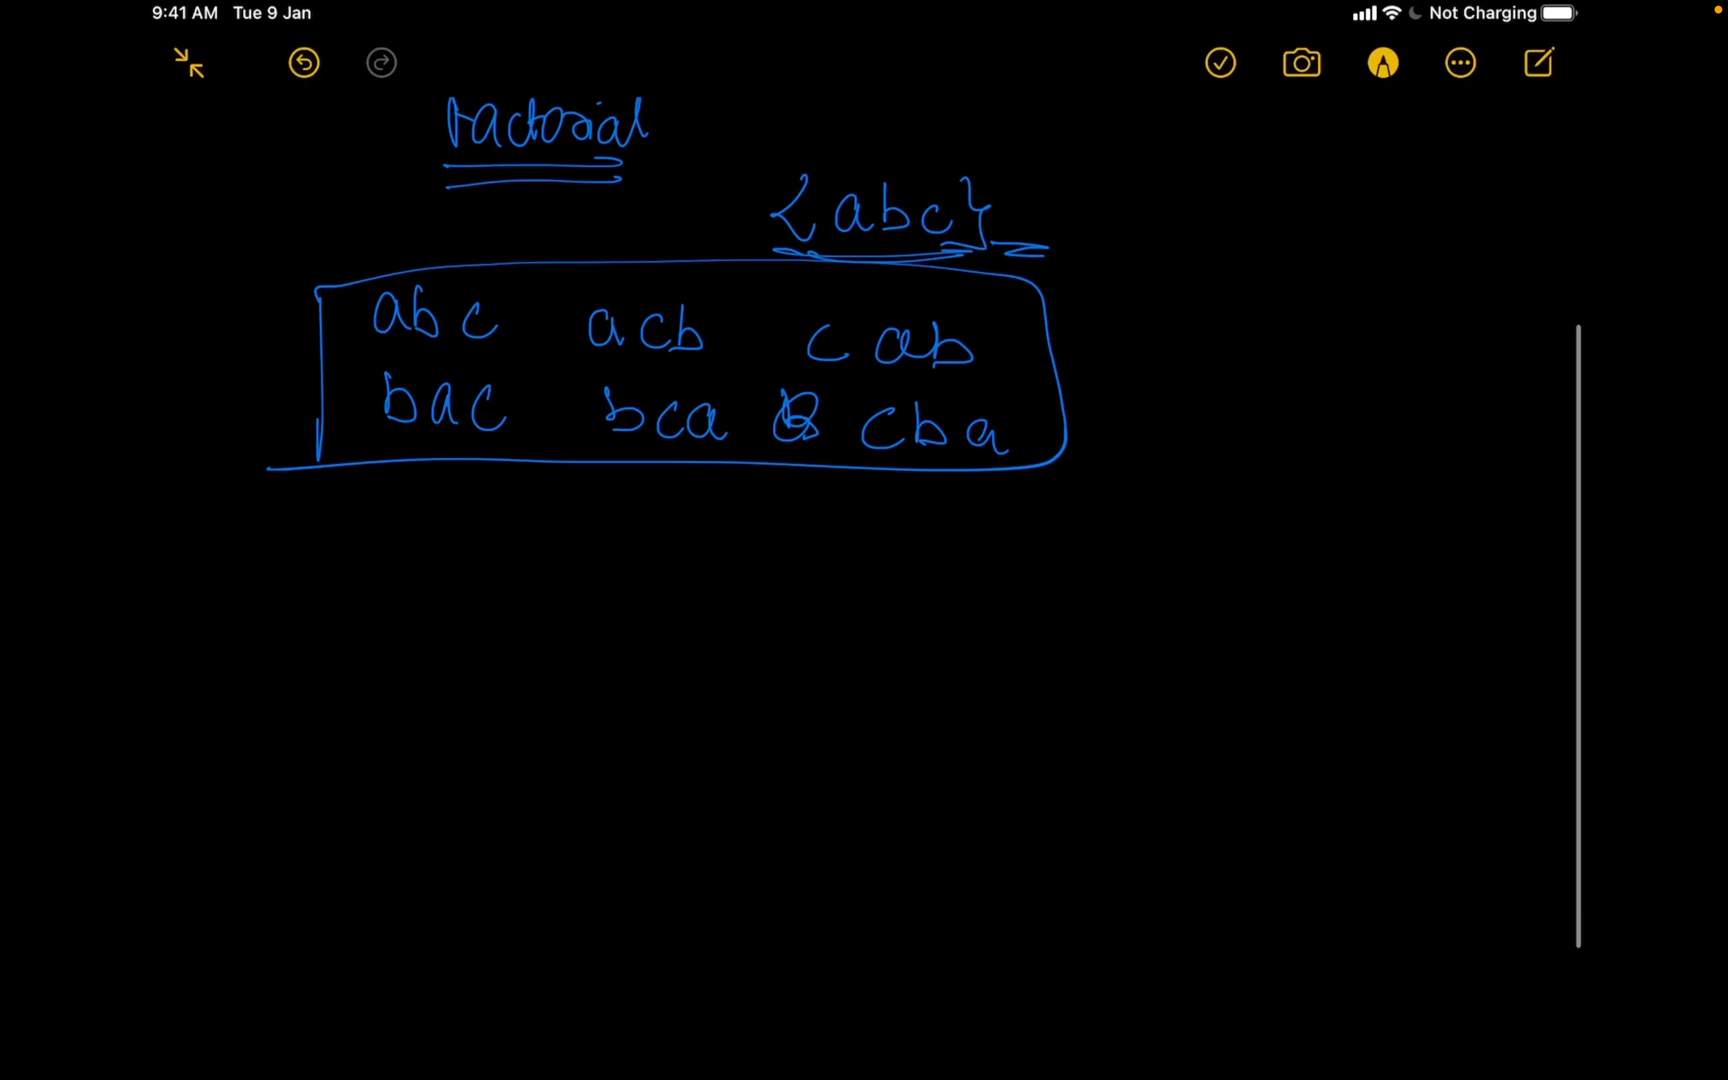 9:41 AM Tue 9 Jan Not Charging
Factorial
{abc}
abc acb cab
bac bca cba